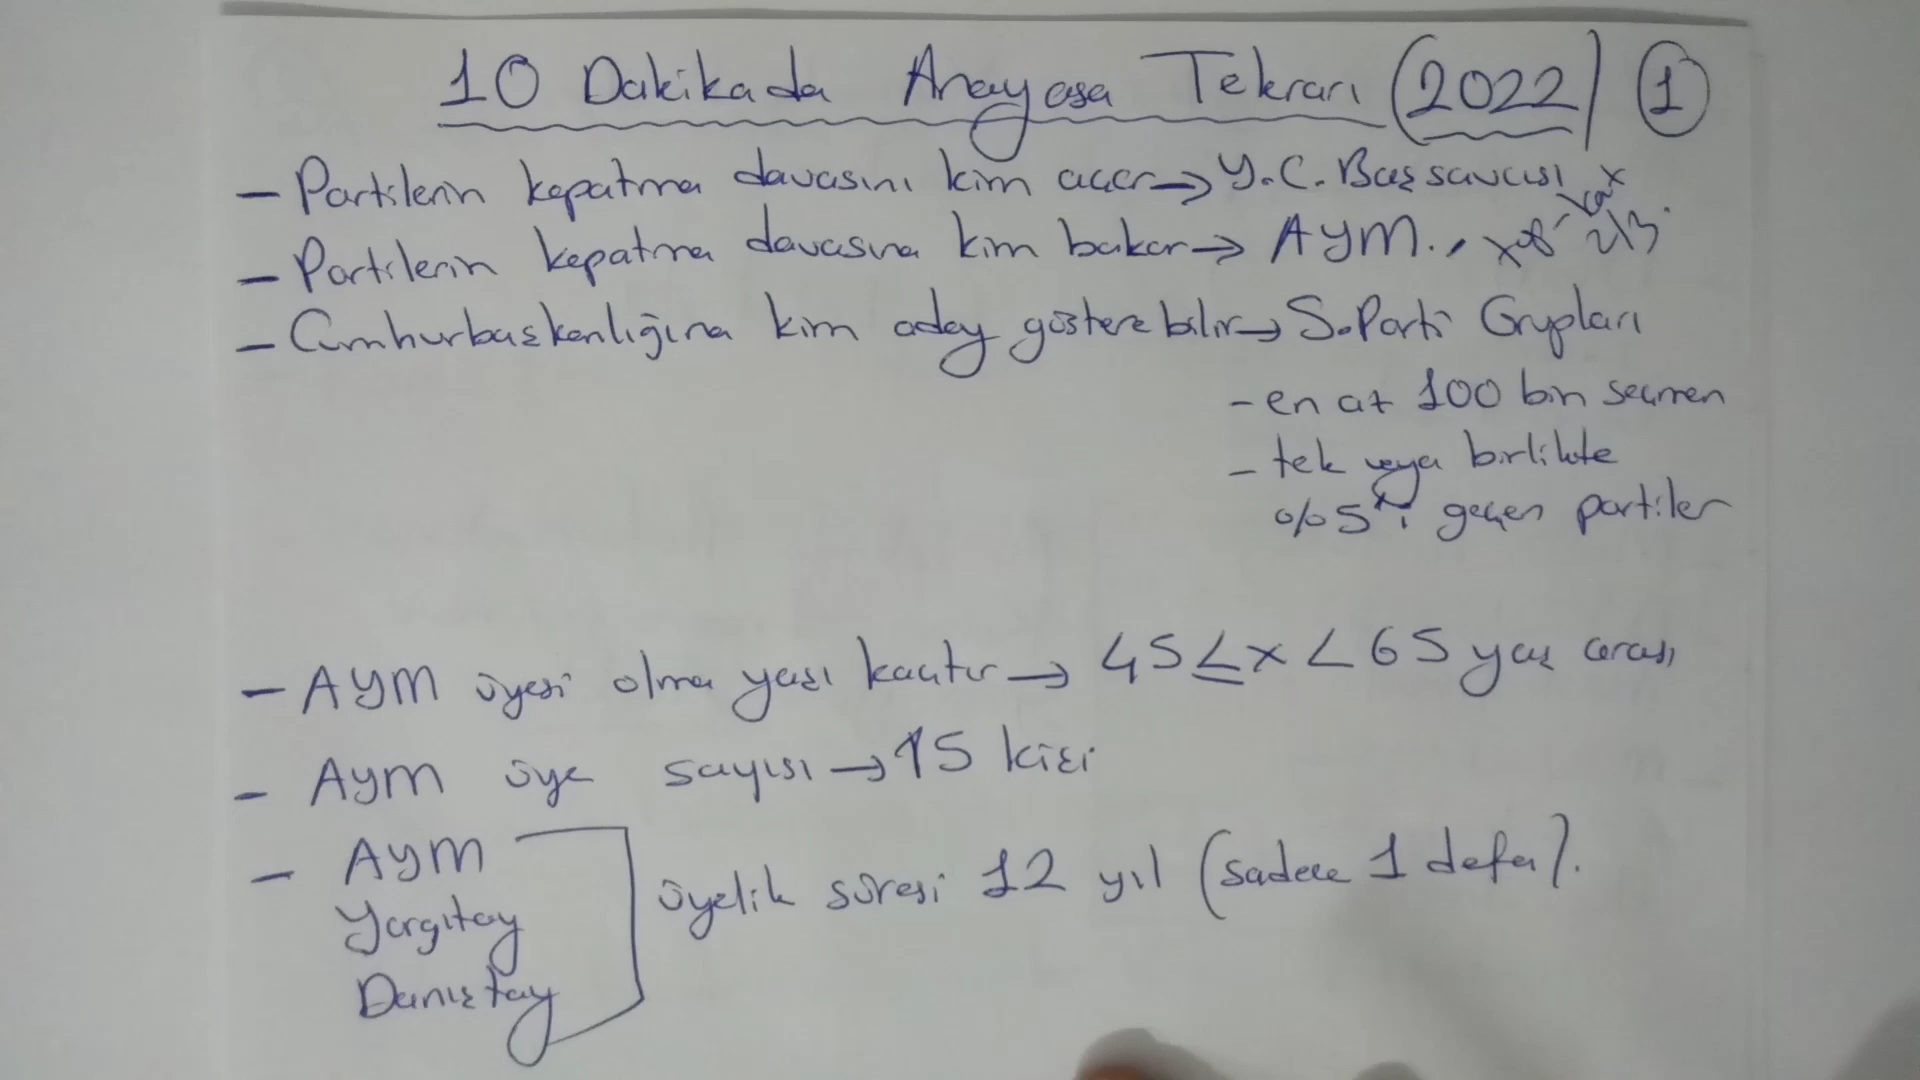 10 Dakikada Anayasa Tekrarı (2022) 1
- Partilerin kapatma davasını kim açar → Y.C. Başsavcısı
- Partilerin kapatma davasına kim bakar → AYM. 2/3
- Cumhurbaşkanlığına kim aday gösterebilir → S.Parti Grupları
- en az 100 bin seçmen
- tek veya birlikte
%5'i geçen partiler
- AYM üyesi olma yaşı kaçtır → 45 ≤ x < 65 yaş arası
- AYM üye sayısı → 15 kişi
- AYM
Yargıtay
Danıştay
üyelik süresi 12 yıl (sadece 1 defa).